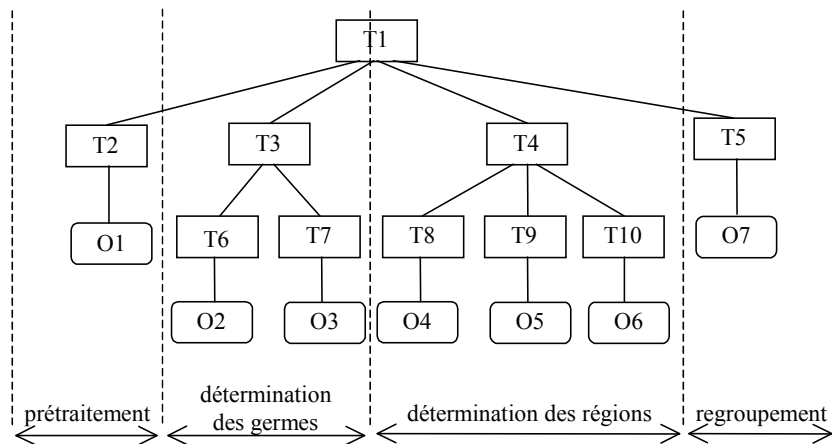 T1
T2
T3
T4
T5
O1
T6
T7
T8
T9
T10
O7
O2
O3
O4
O5
O6
prétraitement
détermination
des germes
détermination des régions
regroupement